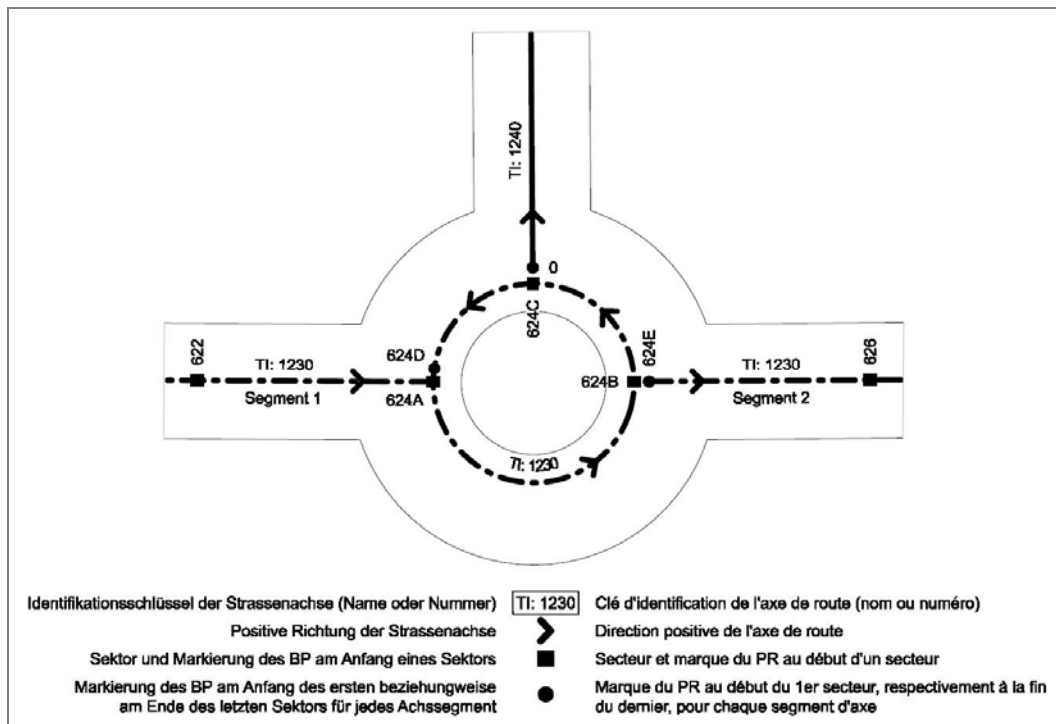 TI: 1240
0
624C
622
TI: 1230
Segment 1
624D
624A
624B
624E
TI: 1230
Segment 2
626
TI: 1230
Identifikationsschlüssel der Strassenachse (Name oder Nummer) TI: 1230 Clé d'identification de l'axe de route (nom ou numéro)
Positive Richtung der Strassenachse Direction positive de l'axe de route
Sektor und Markierung des BP am Anfang eines Sektors Secteur et marque du PR au début d'un secteur
Markierung des BP am Anfang des ersten beziehungweise Marque du PR au début du 1er secteur, respectivement à la fin
am Ende des letzten Sektors für jedes Achssegment du dernier, pour chaque segment d'axe